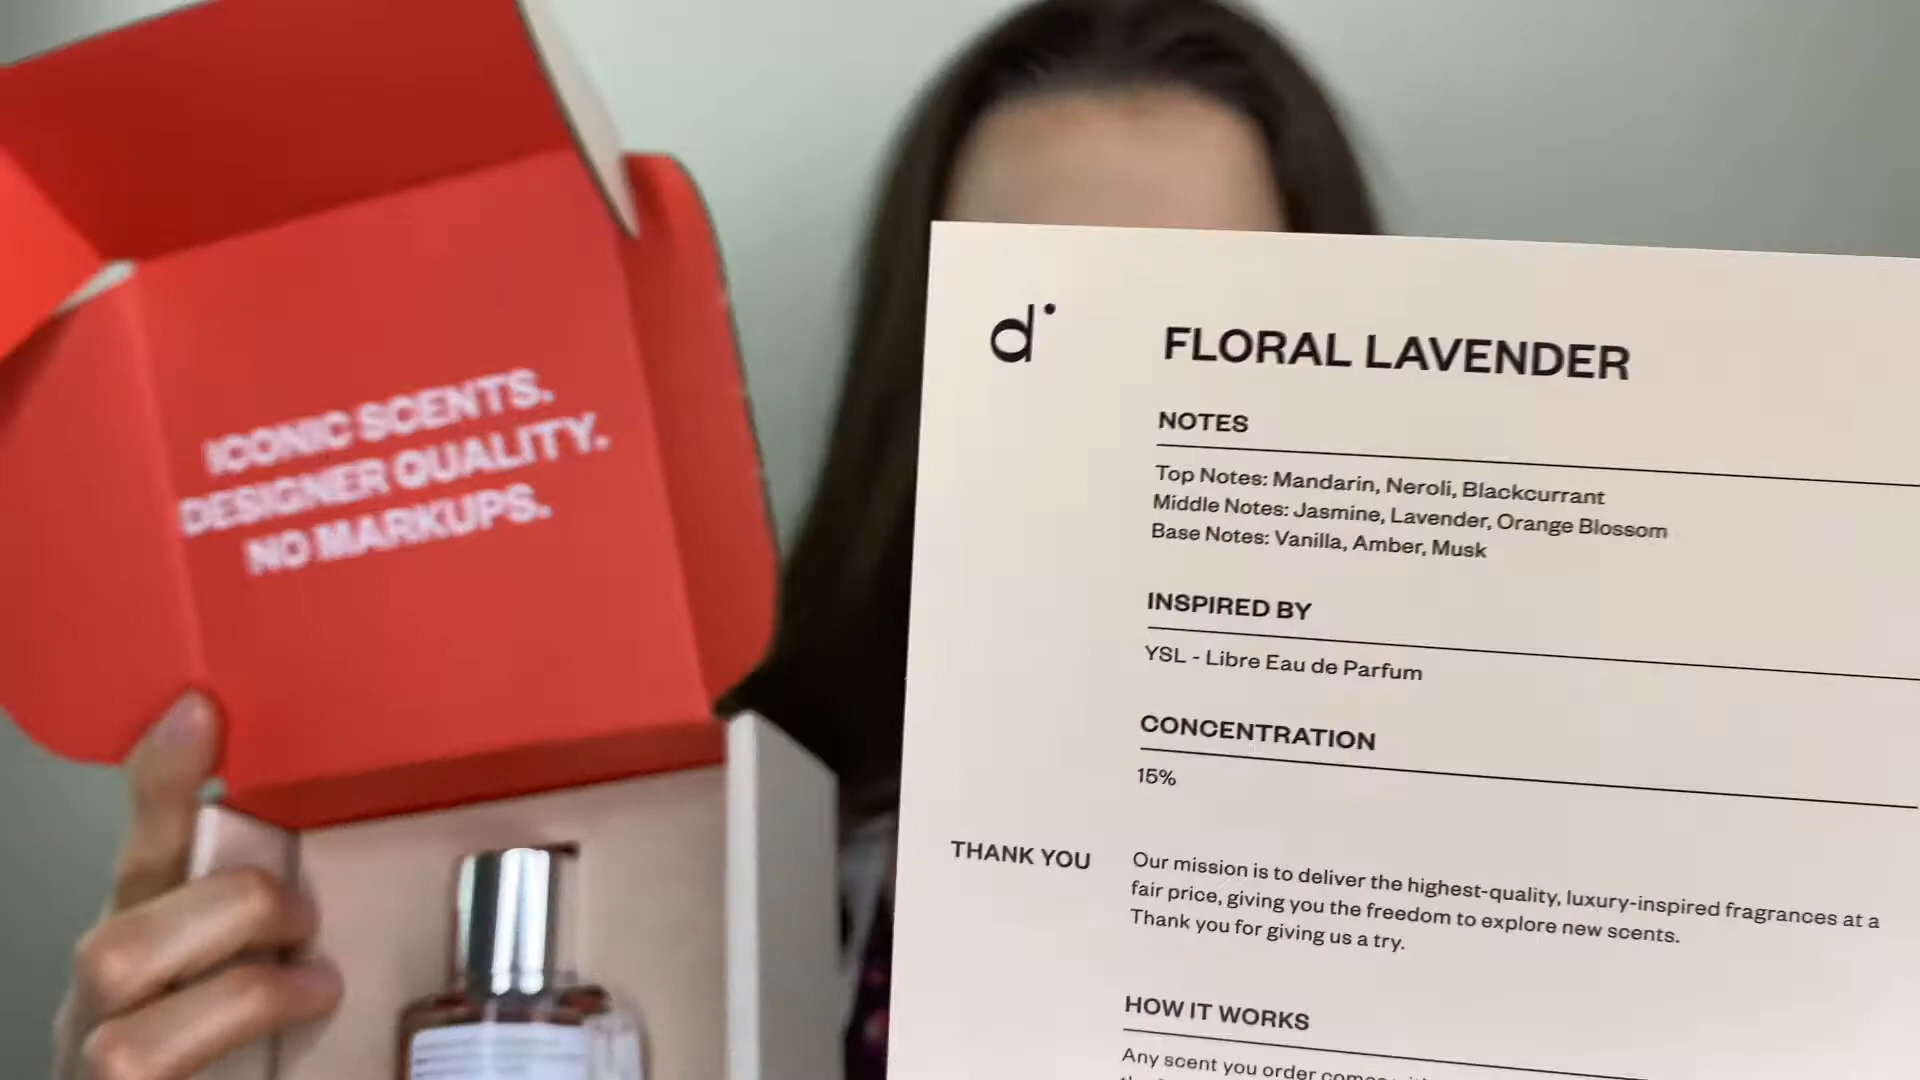 ICONIC SCENTS.
DESIGNER QUALITY.
NO MARKUPS.
d
FLORAL LAVENDER
NOTES
Top Notes: Mandarin, Neroli, Blackcurrant
Middle Notes: Jasmine, Lavender, Orange Blossom
Base Notes: Vanilla, Amber, Musk
INSPIRED BY
YSL - Libre Eau de Parfum
CONCENTRATION
15%
THANK YOU
Our mission is to deliver the highest-quality, luxury-inspired fragrances at a
fair price, giving you the freedom to explore new scents.
Thank you for giving us a try.
HOW IT WORKS
Any scent you order